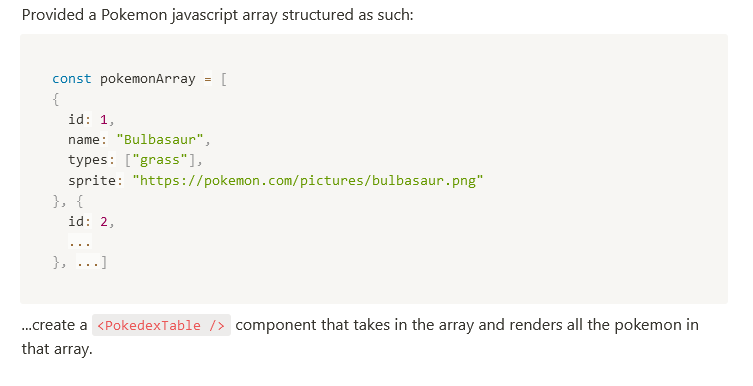 Provided a Pokemon javascript array structured as such:
const pokemonArray = [
{
  id: 1,
  name: "Bulbasaur",
  types: ["grass"],
  sprite: "https://pokemon.com/pictures/bulbasaur.png"
}, {
  id: 2,
  ...
}, ...]
...create a <PokedexTable /> component that takes in the array and renders all the pokemon in
that array.